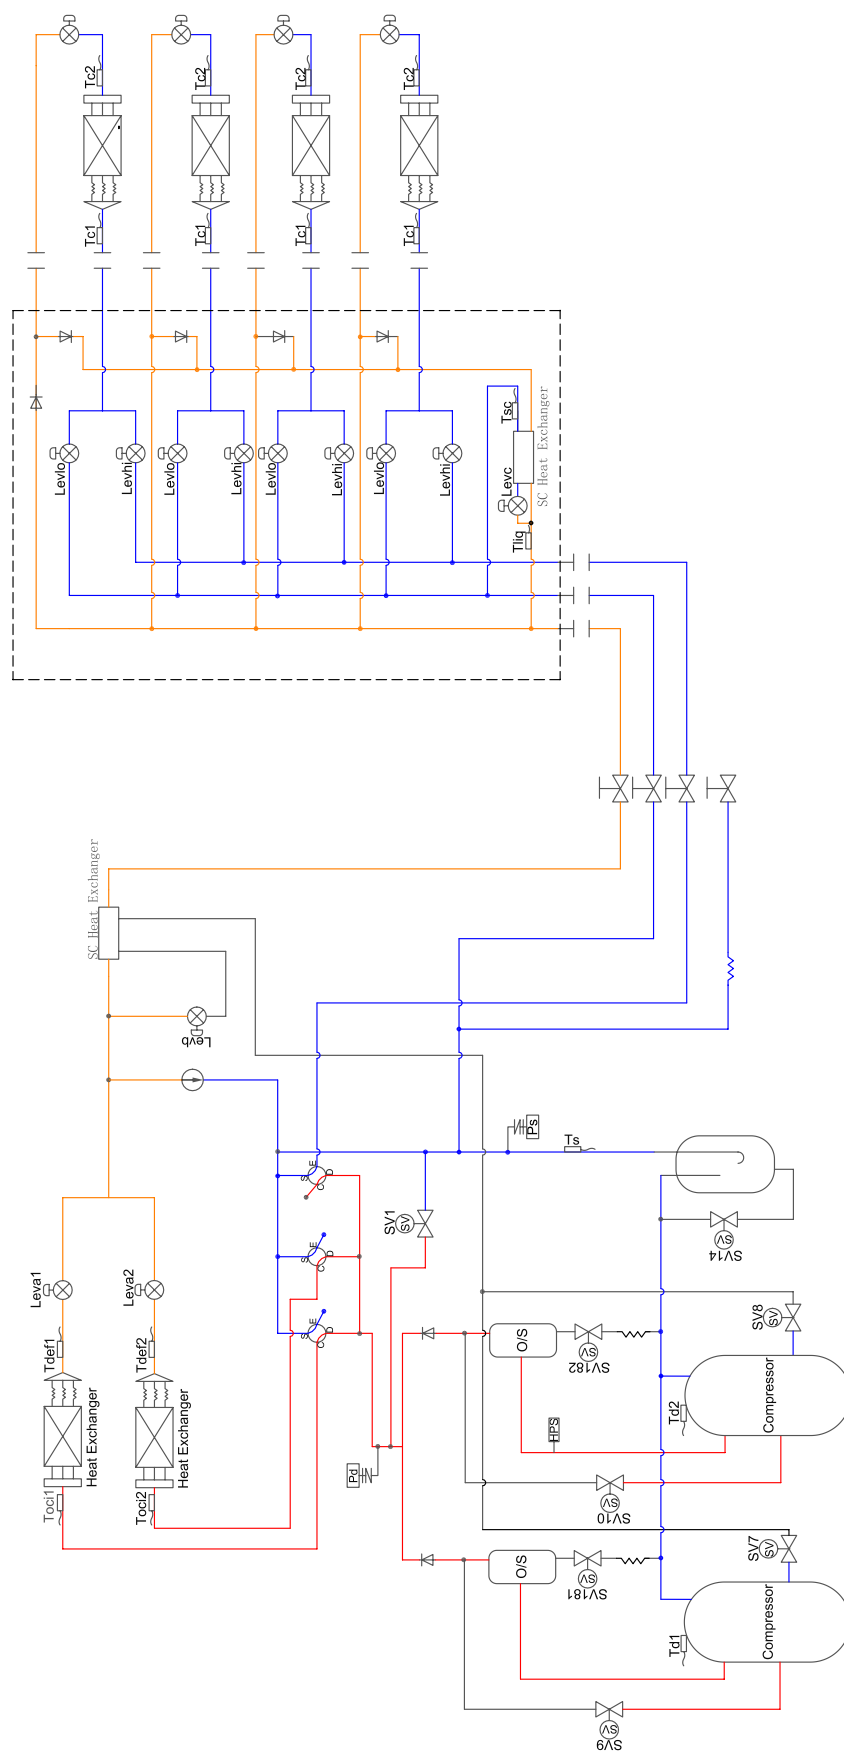 Tc2
Tc2
Tc2
Tc2
Tc1
Tc1
Tc1
Tc1
Levlo
Levhi
Levlo
Levhi
Levlo
Levhi
Levlo
Levhi
Tsc
Levc
SC Heat Exchanger
Tliq
SC Heat Exchanger
Levb
Ps
Ts
S
E
C
D
SV1
SV
SV
SV14
S
E
C
D
Leva1
Leva2
S
E
C
D
Tdef1
Tdef2
O/S
SV
SV182
SV8
SV
Heat Exchanger
Heat Exchanger
Td2
Compressor
HPS
Pd
Toci1
Toci2
SV
SV10
O/S
SV
SV181
SV7
SV
Td1
Compressor
SV
SV9